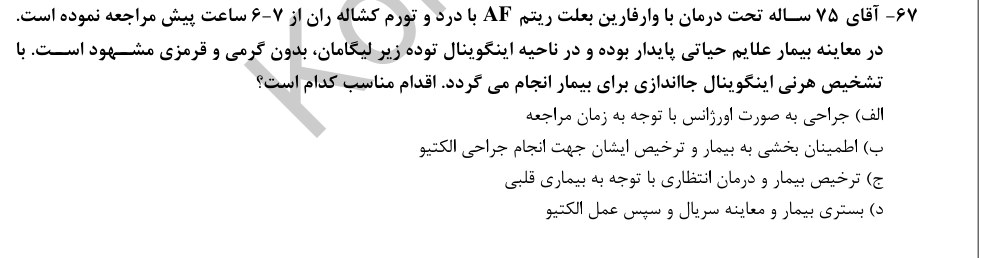 ۶۷- آقای ۷۵ ساله تحت درمان با وارفارین بعلت ریتم AF با درد و تورم کشاله ران از ۷-۶ ساعت پیش مراجعه نموده است.
در معاینه بیمار علایم حیاتی پایدار بوده و در ناحیه اینگوینال توده زیر لیگامان، بدون گرمی و قرمزی مشهود است. با
تشخیص هرنی اینگوینال جااندازی برای بیمار انجام می گردد. اقدام مناسب کدام است؟
الف) جراحی به صورت اورژانس با توجه به زمان مراجعه
ب) اطمینان بخشی به بیمار و ترخیص ایشان جهت انجام جراحی الکتیو
ج) ترخیص بیمار و درمان انتظاری با توجه به بیماری قلبی
د) بستری بیمار و معاینه سریال و سپس عمل الکتیو